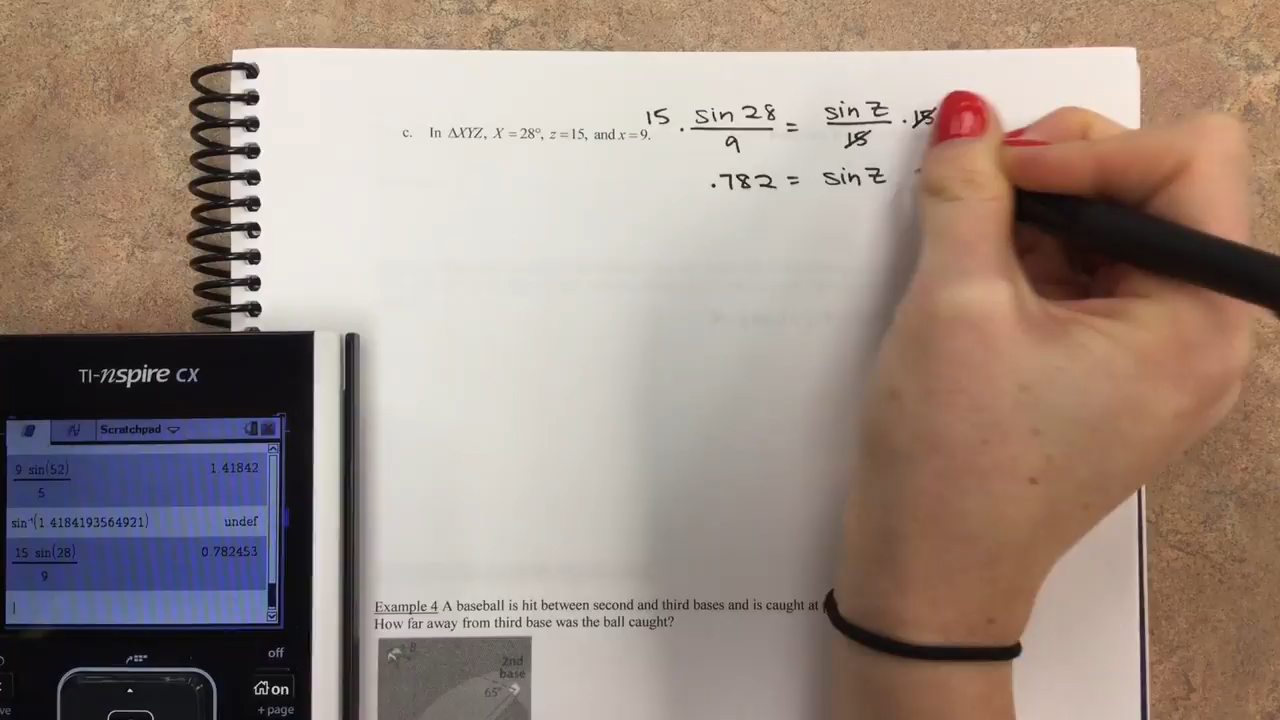 15 · sin 28 / 9 = sin Z / 15 · 15
c. In ΔXYZ, X = 28°, z = 15, and x = 9.
.782 = sin Z
TI-nspire CX
Scratchpad
9 sin(52) / 5 1.41842
sin⁻¹(1 4184193564921) undef
15 sin(28) / 9 0.782453
off
on
+ page
Example 4 A baseball is hit between second and third bases and is caught at
How far away from third base was the ball caught?
2nd
base
65°